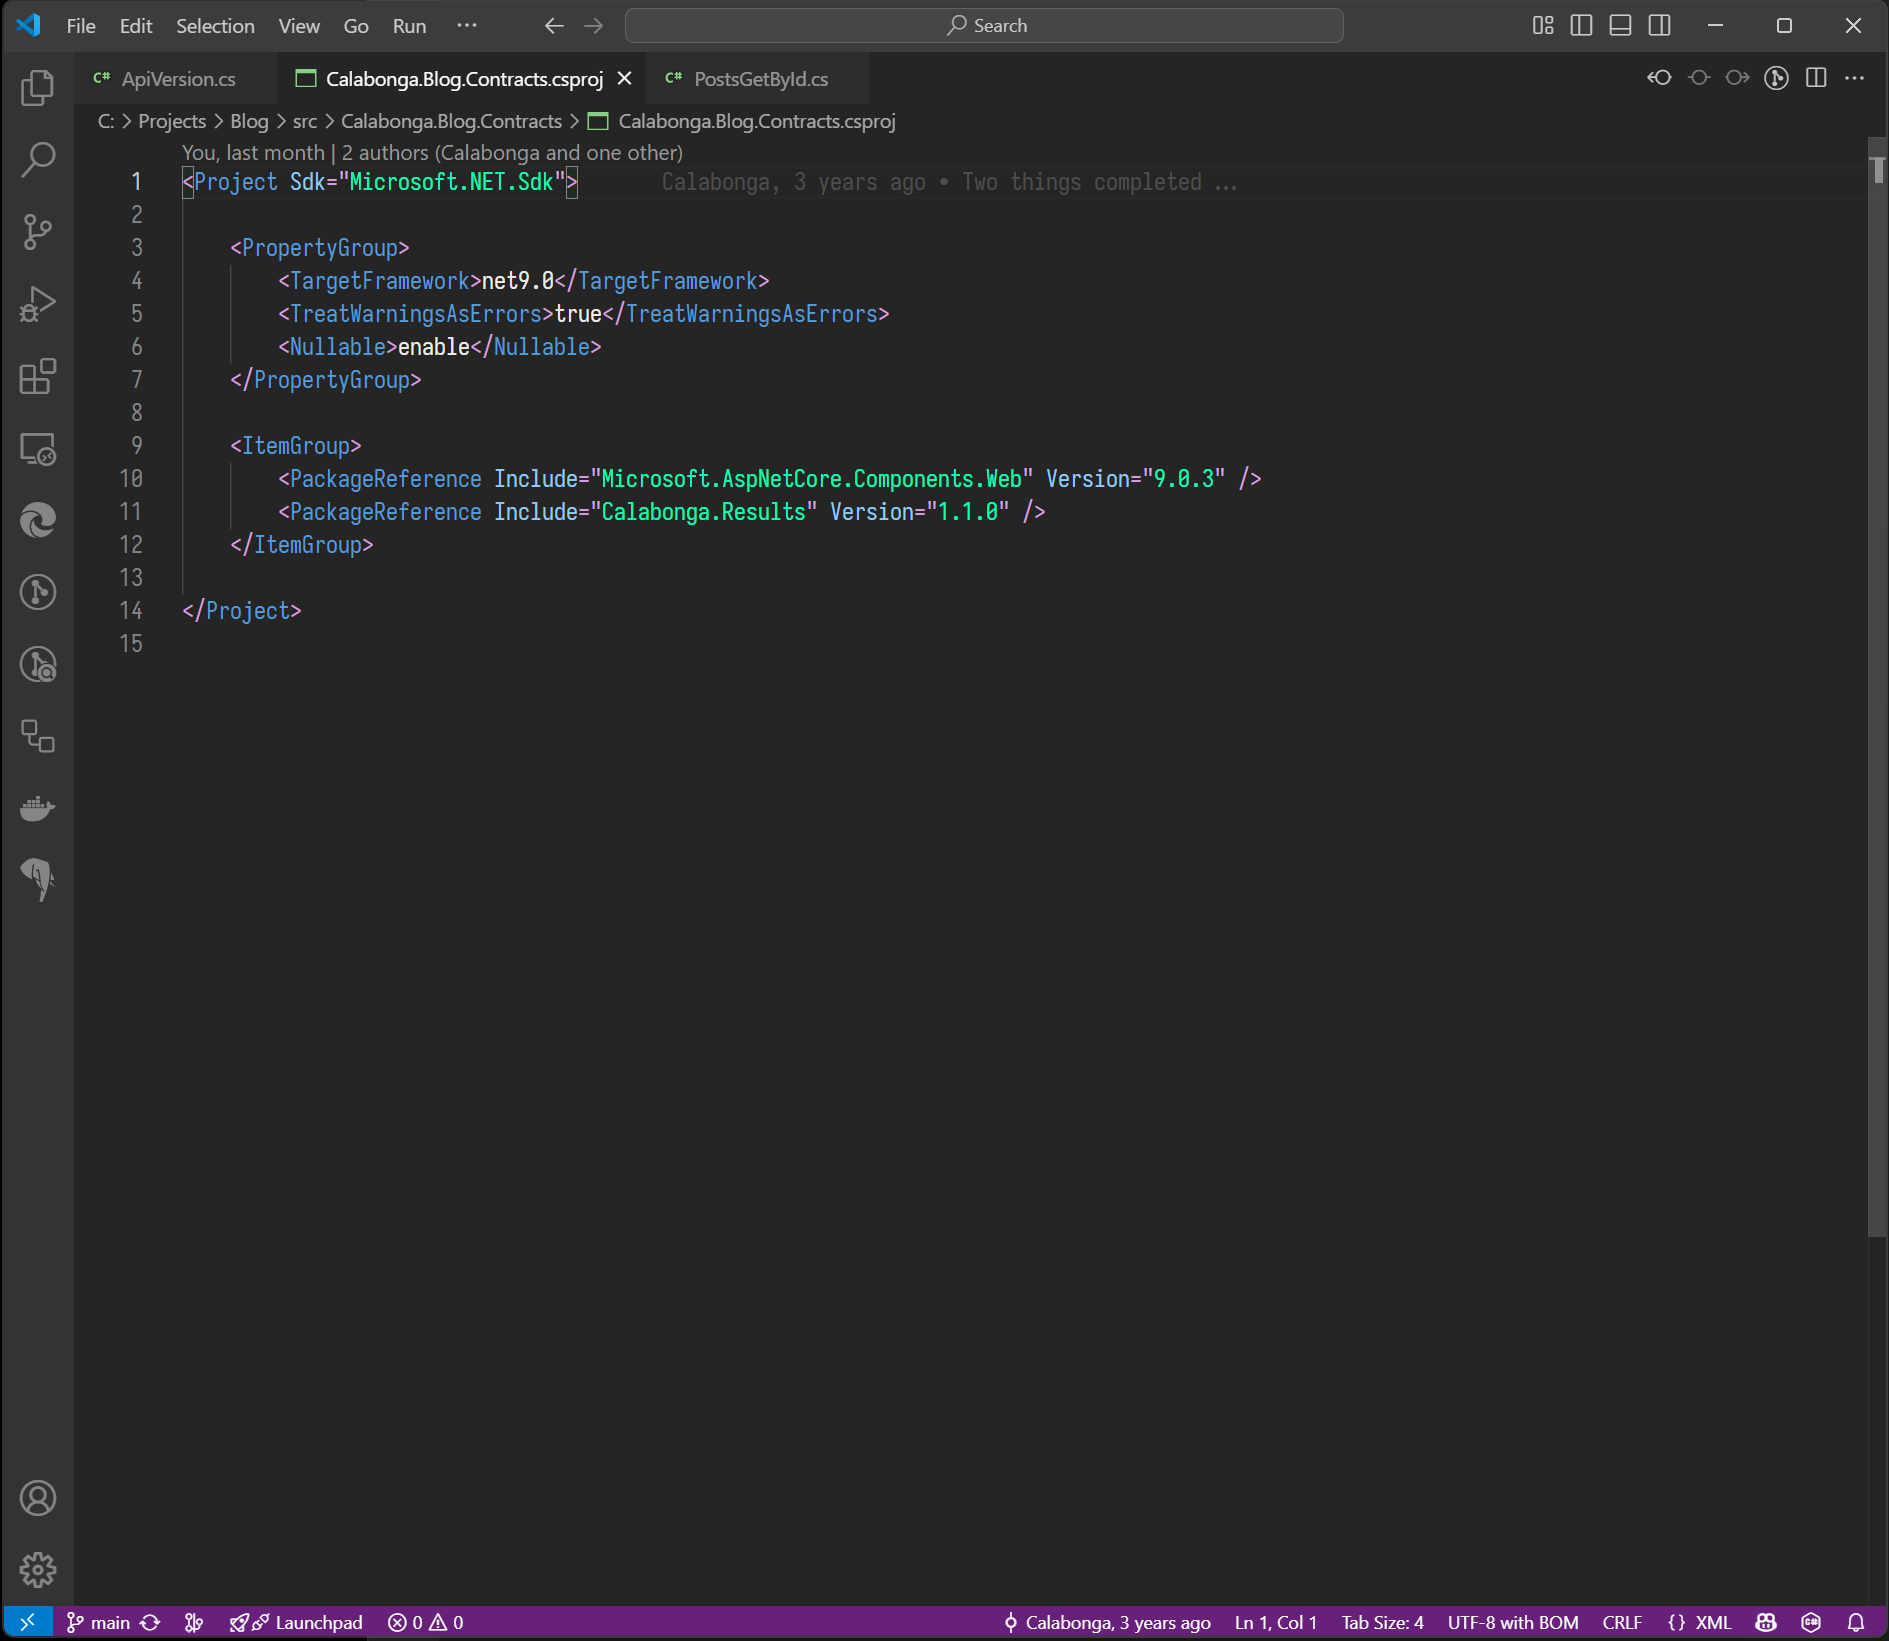 File Edit Selection View Go Run ··· Search
C# ApiVersion.cs Calabonga.Blog.Contracts.csproj C# PostsGetById.cs
C: > Projects > Blog > src > Calabonga.Blog.Contracts > Calabonga.Blog.Contracts.csproj
You, last month | 2 authors (Calabonga and one other)
1 <Project Sdk="Microsoft.NET.Sdk"> Calabonga, 3 years ago • Two things completed ...
2
3 <PropertyGroup>
4 <TargetFramework>net9.0</TargetFramework>
5 <TreatWarningsAsErrors>true</TreatWarningsAsErrors>
6 <Nullable>enable</Nullable>
7 </PropertyGroup>
8
9 <ItemGroup>
10 <PackageReference Include="Microsoft.AspNetCore.Components.Web" Version="9.0.3" />
11 <PackageReference Include="Calabonga.Results" Version="1.1.0" />
12 </ItemGroup>
13
14 </Project>
15
main Launchpad 0 0 Calabonga, 3 years ago Ln 1, Col 1 Tab Size: 4 UTF-8 with BOM CRLF {} XML